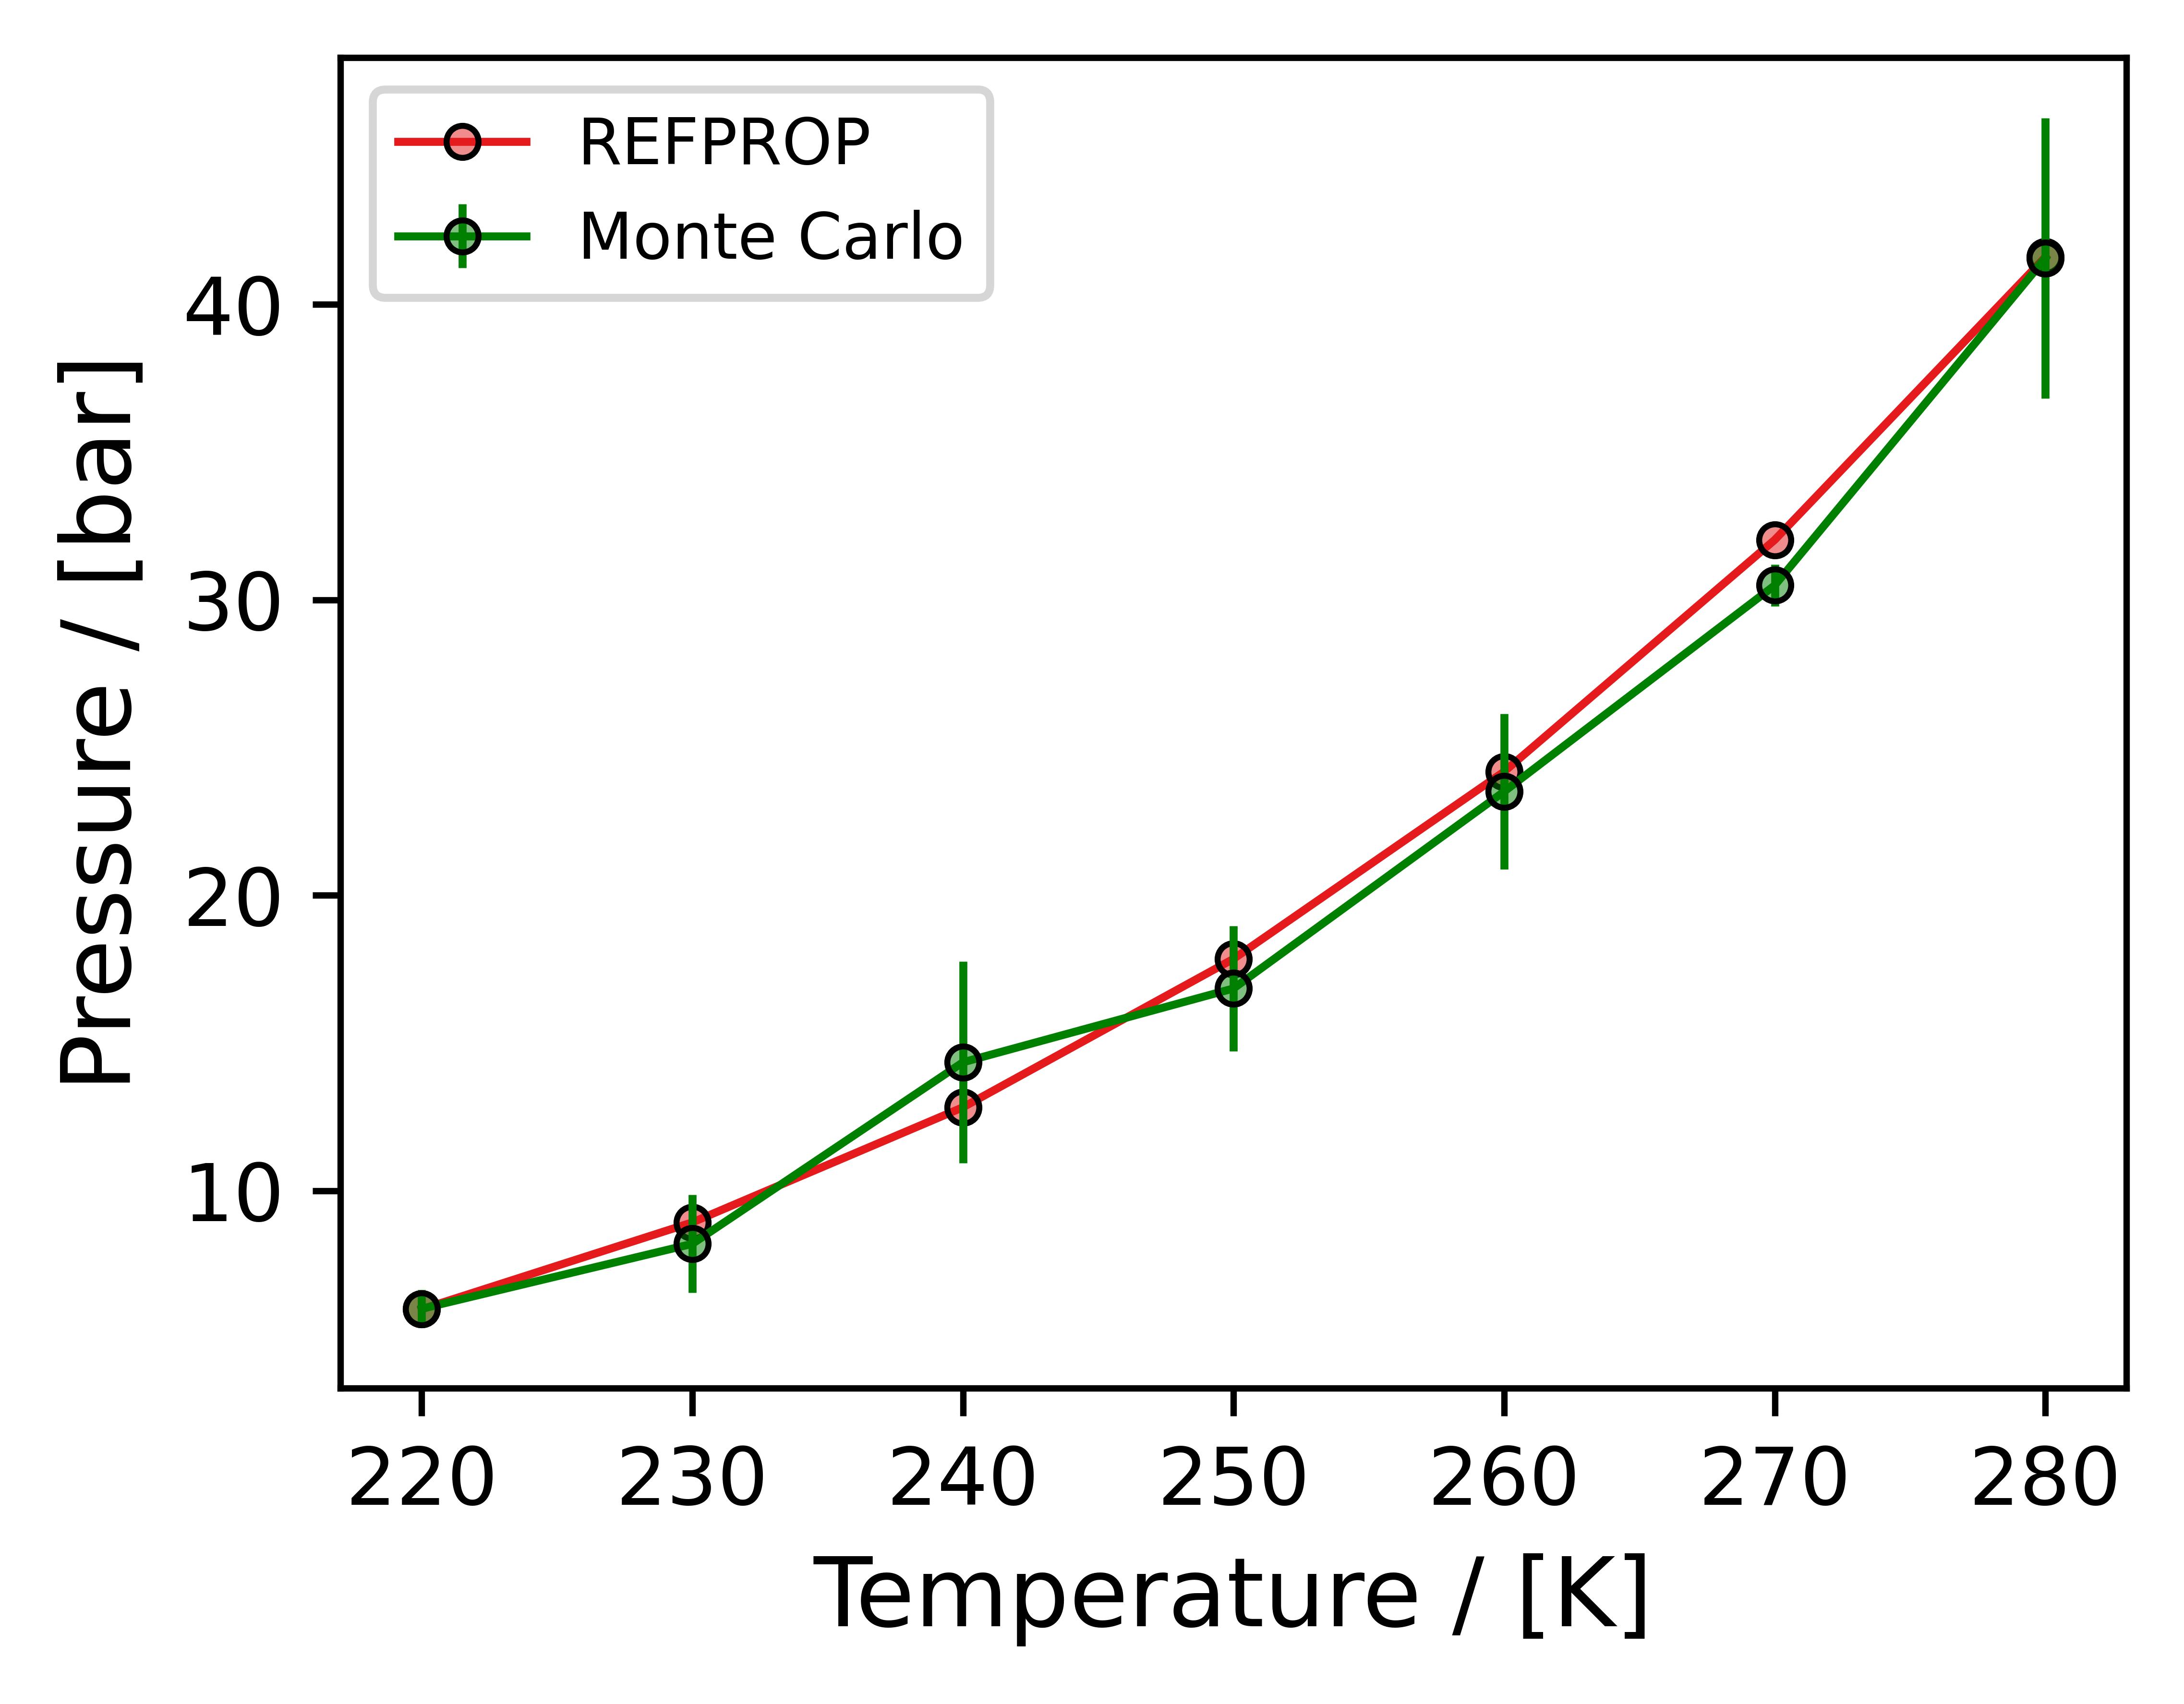 REFPROP
Monte Carlo
Pressure / [bar]
40
30
20
10
220 230 240 250 260 270 280
Temperature / [K]